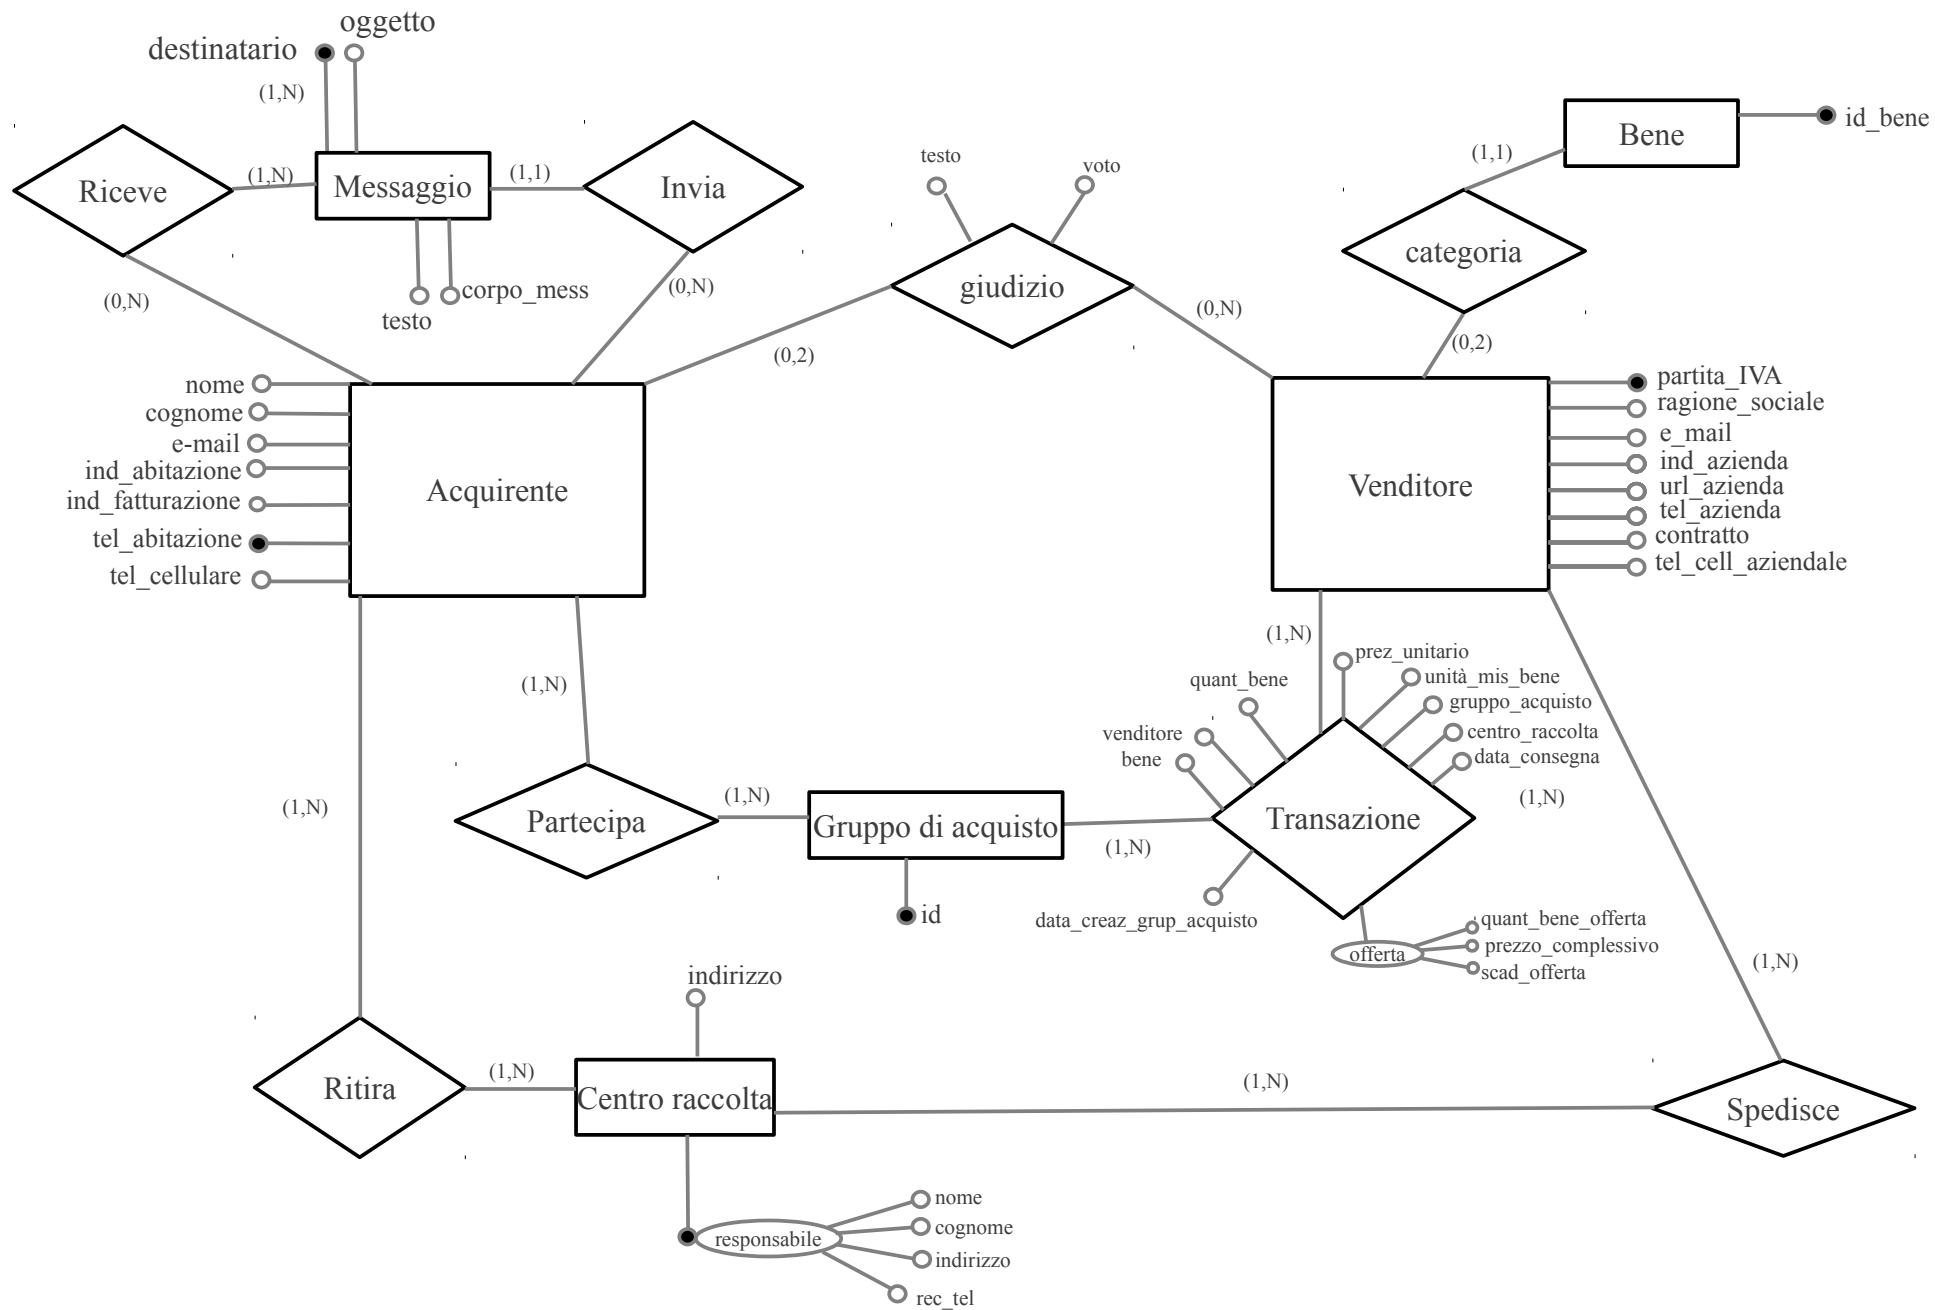 oggetto
destinatario
(1,N)
id_bene
Bene
(1,1)
testo
voto
Riceve
(1,N)
Messaggio
(1,1)
Invia
categoria
giudizio
(0,N)
corpo_mess
testo
(0,N)
(0,N)
(0,2)
(0,2)
nome
cognome
e-mail
ind_abitazione
ind_fatturazione
tel_abitazione
tel_cellulare
Acquirente
Venditore
partita_IVA
ragione_sociale
e_mail
ind_azienda
url_azienda
tel_azienda
contratto
tel_cell_aziendale
(1,N)
prez_unitario
unità_mis_bene
gruppo_acquisto
centro_raccolta
data_consegna
(1,N)
quant_bene
venditore
bene
(1,N)
(1,N)
(1,N)
Partecipa
Gruppo di acquisto
Transazione
(1,N)
id
data_creaz_grup_acquisto
quant_bene_offerta
prezzo_complessivo
scad_offerta
offerta
(1,N)
indirizzo
Ritira
(1,N)
Centro raccolta
(1,N)
Spedisce
nome
cognome
indirizzo
rec_tel
responsabile